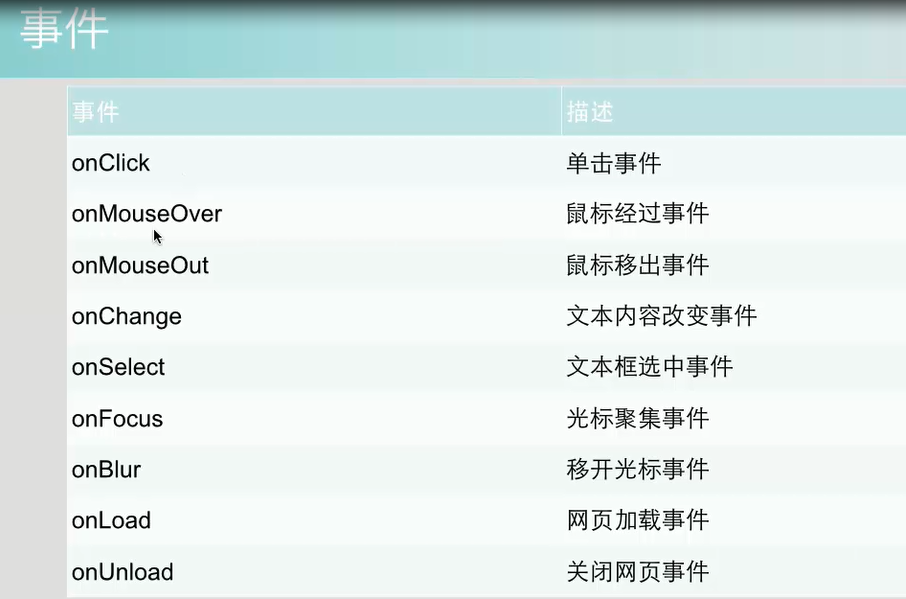 事件
事件 描述
onClick 单击事件
onMouseOver 鼠标经过事件
onMouseOut 鼠标移出事件
onChange 文本内容改变事件
onSelect 文本框选中事件
onFocus 光标聚集事件
onBlur 移开光标事件
onLoad 网页加载事件
onUnload 关闭网页事件